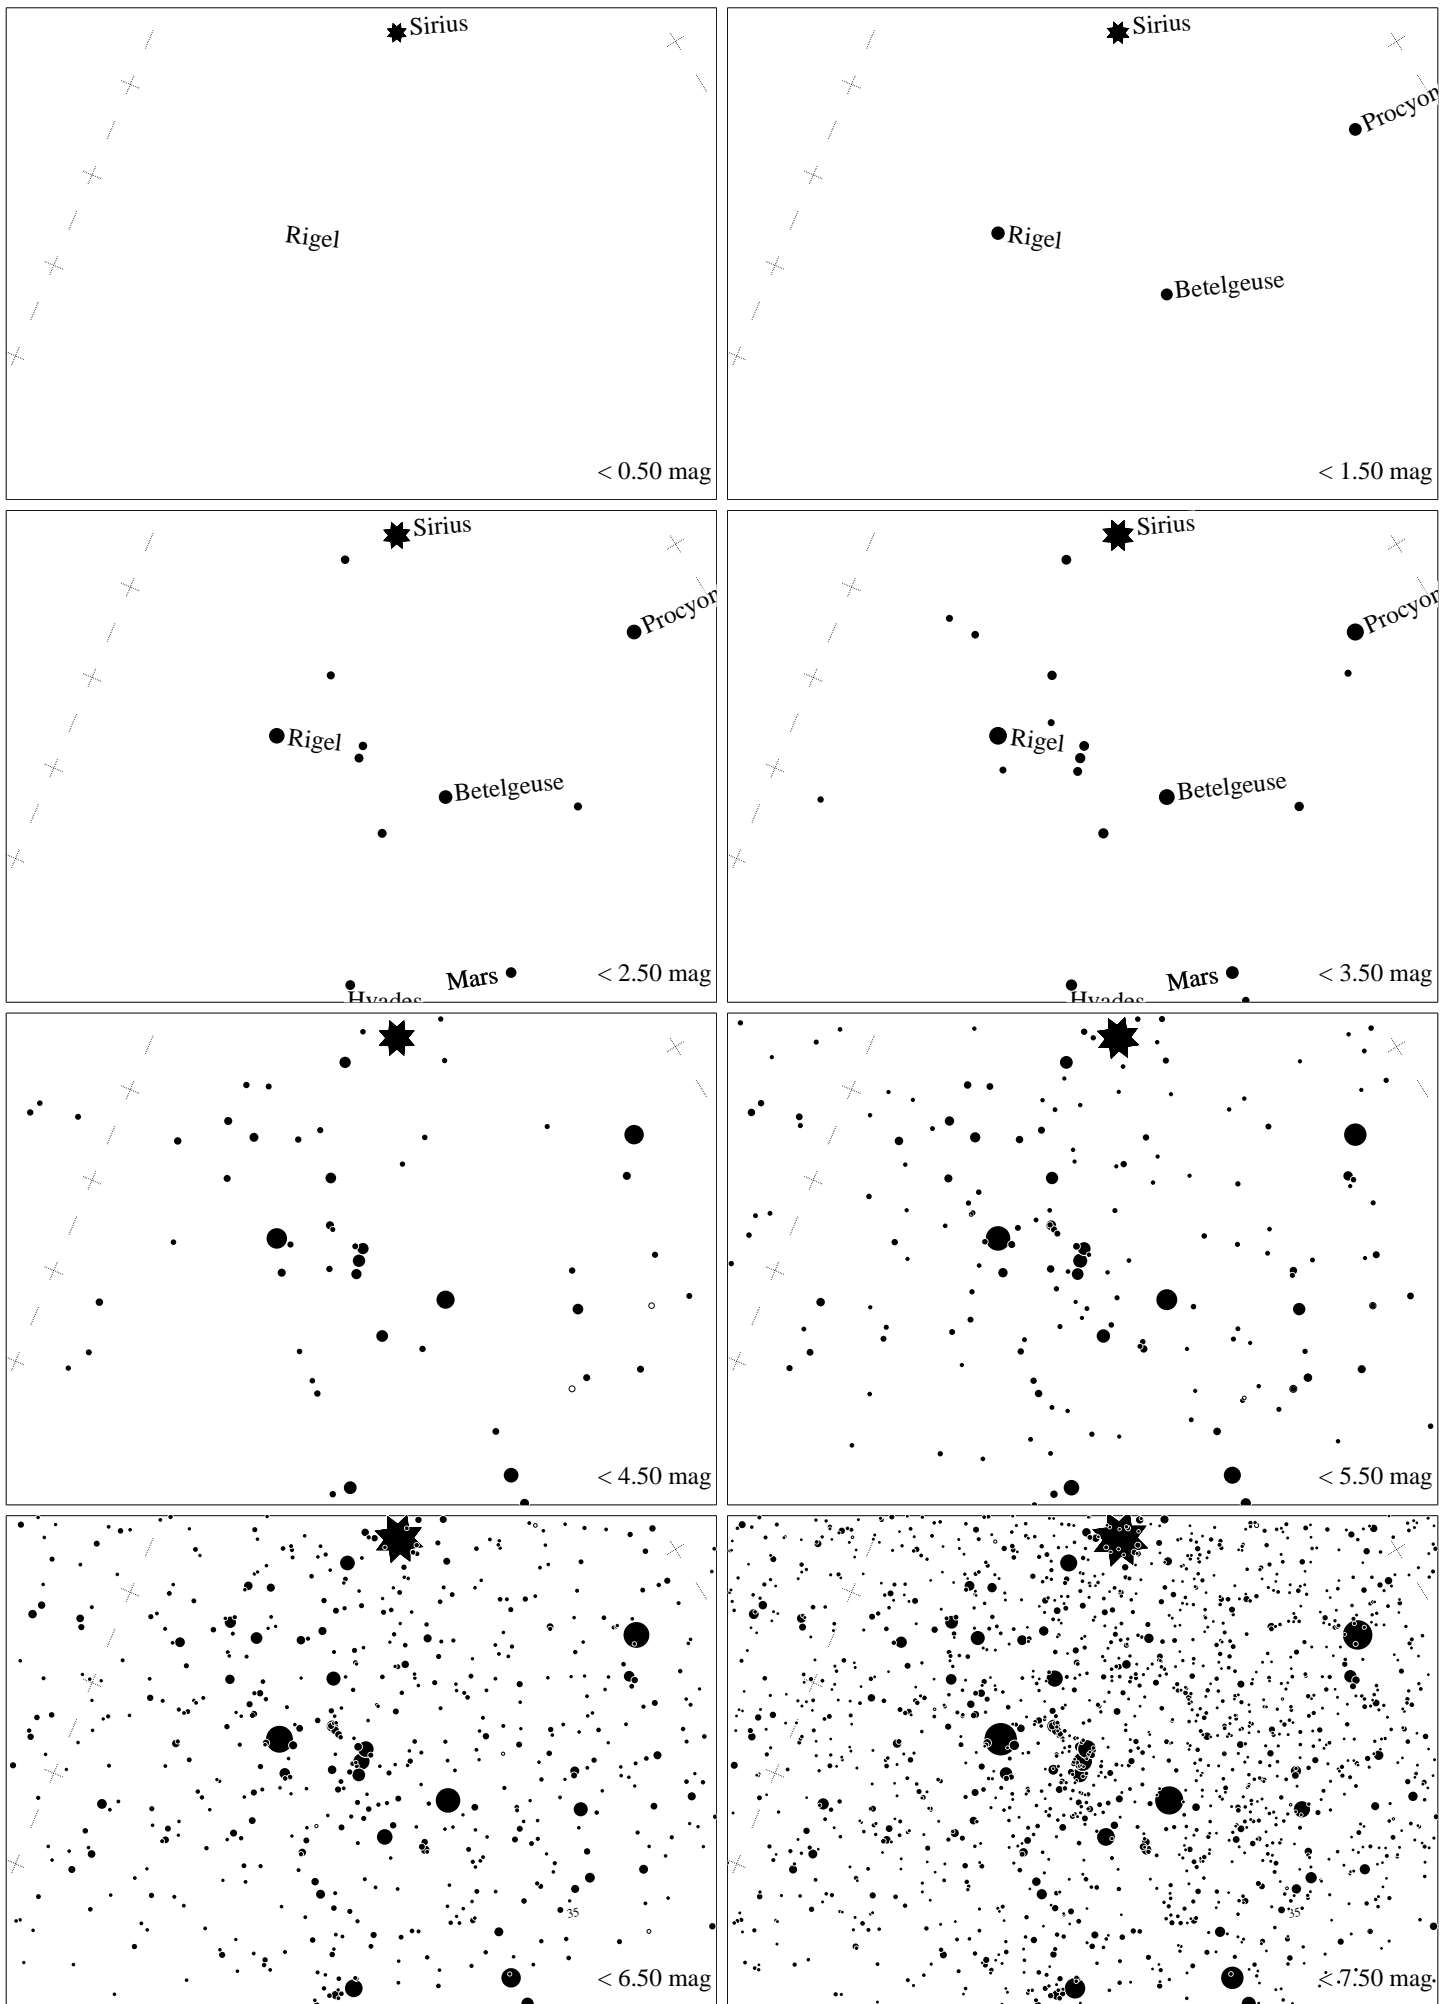 Sirius
Rigel
< 0.50 mag
Sirius
Procyon
Rigel
Betelgeuse
< 1.50 mag
Sirius
Procyon
Rigel
Betelgeuse
Mars
< 2.50 mag
Hyades
Sirius
Procyon
Rigel
Betelgeuse
Mars
< 3.50 mag
Hyades
< 4.50 mag
< 5.50 mag
35
< 6.50 mag
35
< 7.50 mag